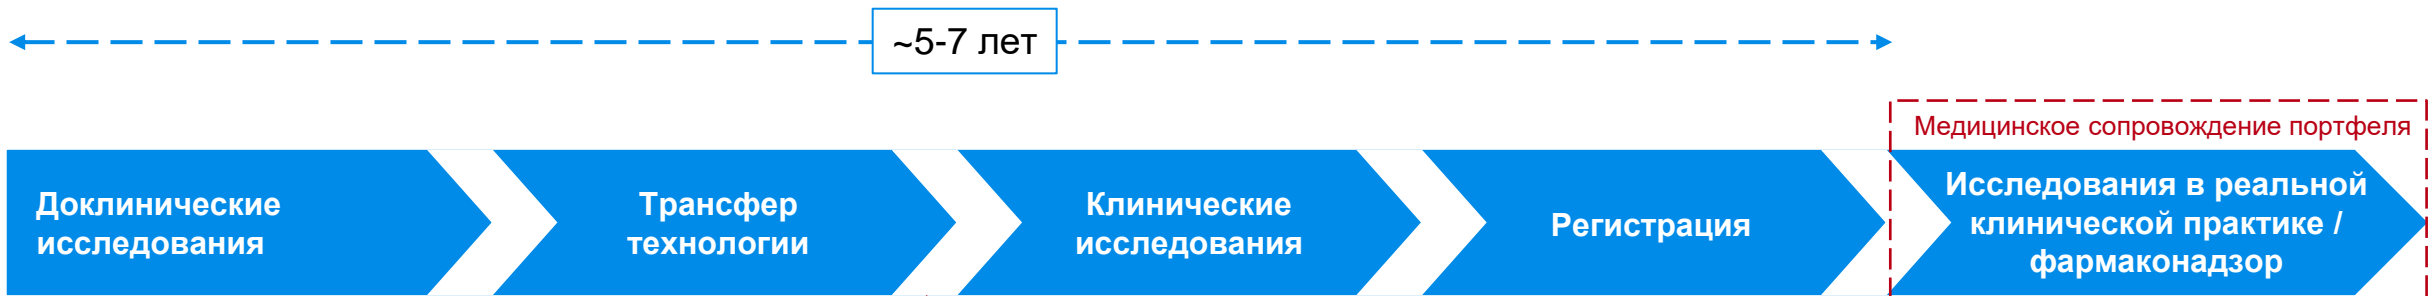 ~5-7 лет
Медицинское сопровождение портфеля
Доклинические
исследования
Трансфер
технологии
Клинические
исследования
Регистрация
Исследования в реальной
клинической практике /
фармаконадзор